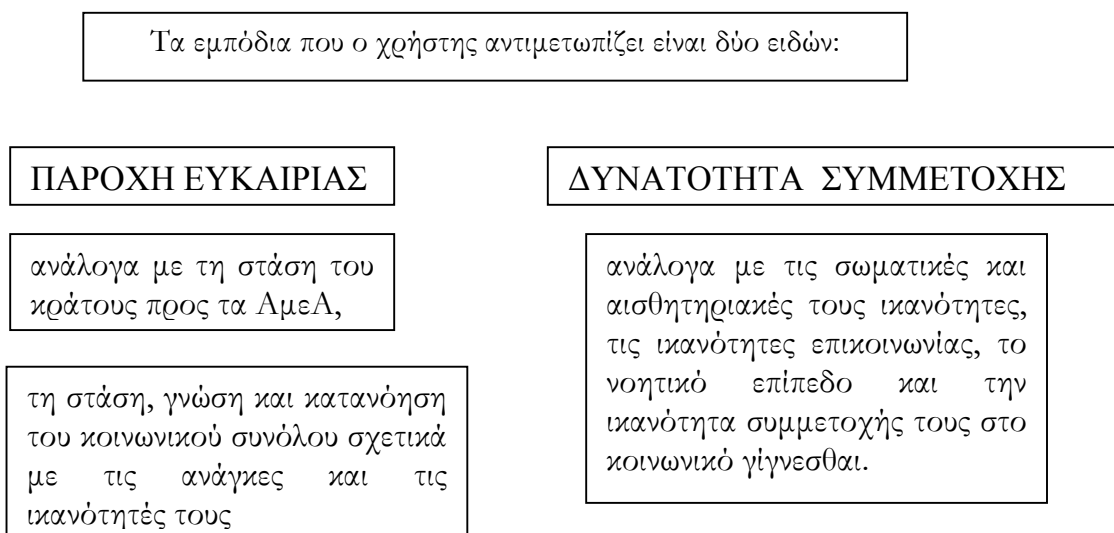 Τα εμπόδια που ο χρήστης αντιμετωπίζει είναι δύο ειδών:
ΠΑΡΟΧΗ ΕΥΚΑΙΡΙΑΣ
ανάλογα με τη στάση του
κράτους προς τα ΑμεΑ,
τη στάση, γνώση και κατανόηση
του κοινωνικού συνόλου σχετικά
με τις ανάγκες και τις
ικανότητές τους
ΔΥΝΑΤΟΤΗΤΑ ΣΥΜΜΕΤΟΧΗΣ
ανάλογα με τις σωματικές και
αισθητηριακές τους ικανότητες,
τις ικανότητες επικοινωνίας, το
νοητικό επίπεδο και την
ικανότητα συμμετοχής τους στο
κοινωνικό γίγνεσθαι.